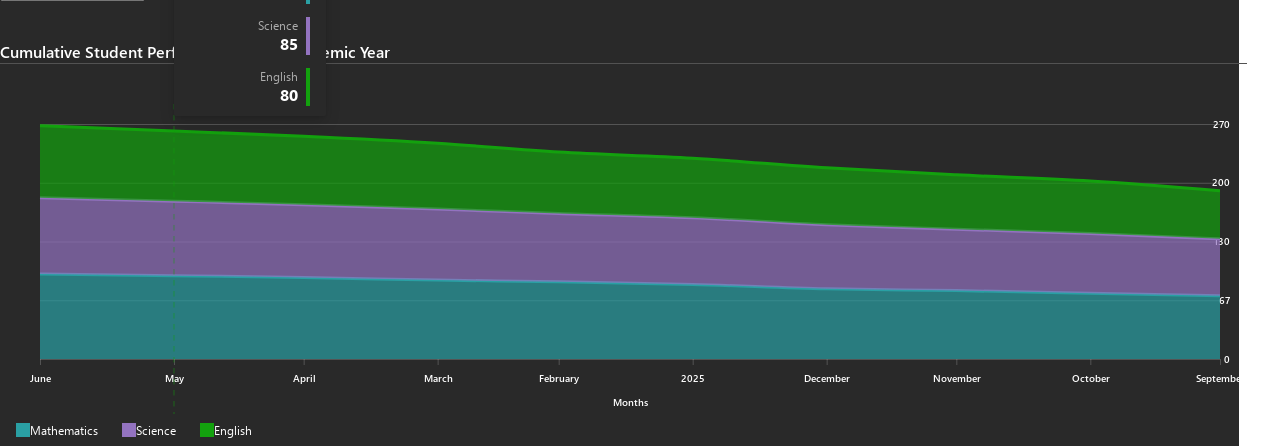 Science
85
Cumulative Student Perf emic Year
English
80
270
200
30
67
0
June May April March February 2025 December November October Septembe
Months
Mathematics Science English